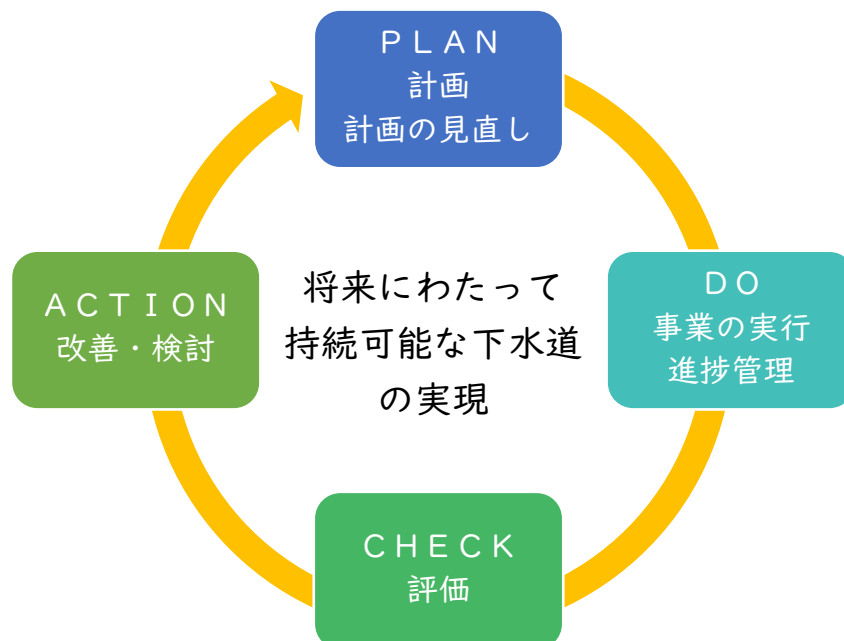 ＰＬＡＮ
計画
計画の見直し
ＤＯ
事業の実行
進捗管理
ＣＨＥＣＫ
評価
ＡＣＴＩＯＮ
改善・検討
将来にわたって
持続可能な下水道
の実現